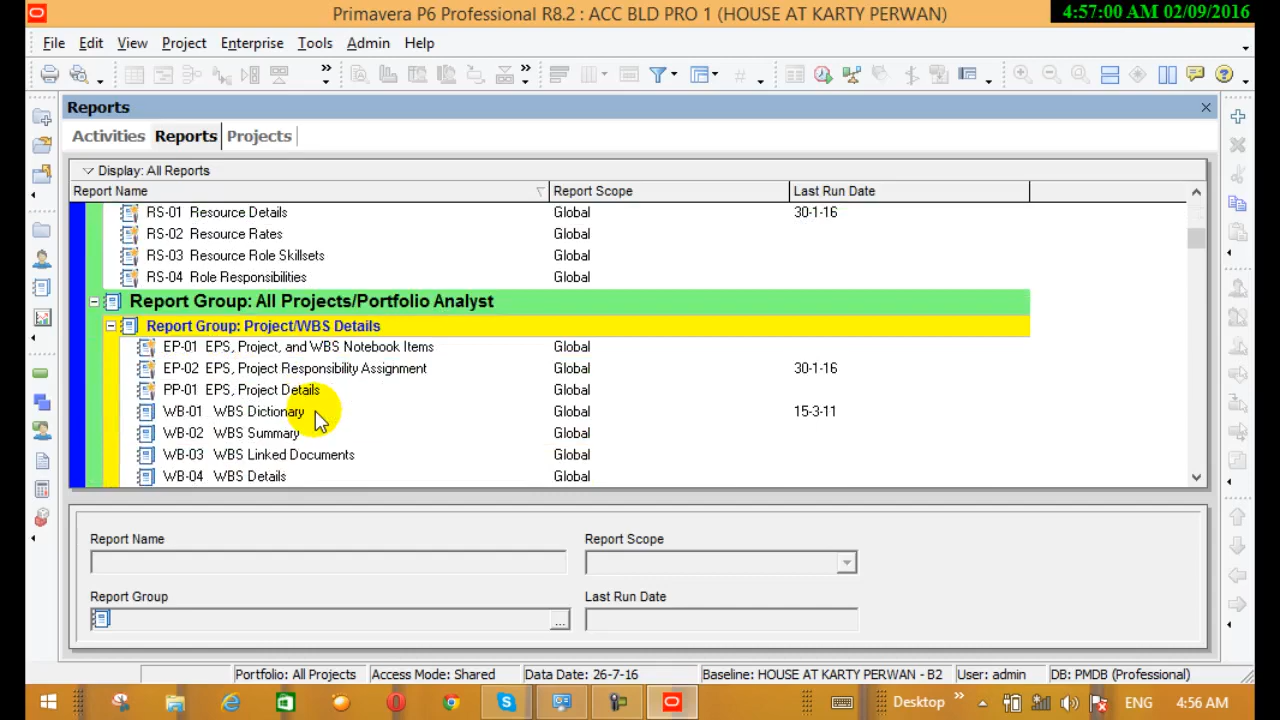 Primavera P6 Professional R8.2 : ACC BLD PRO 1 (HOUSE AT KARTY PERWAN)
4:57:00 AM 02/09/2016
File Edit View Project Enterprise Tools Admin Help
Reports
Activities Reports Projects
Display: All Reports
Report Name Report Scope Last Run Date
RS-01 Resource Details Global 30-1-16
RS-02 Resource Rates Global
RS-03 Resource Role Skillsets Global
RS-04 Role Responsibilities Global
Report Group: All Projects/Portfolio Analyst
Report Group: Project/WBS Details
EP-01 EPS, Project, and WBS Notebook Items Global
EP-02 EPS, Project Responsibility Assignment Global 30-1-16
PP-01 EPS, Project Details Global
WB-01 WBS Dictionary Global 15-3-11
WB-02 WBS Summary Global
WB-03 WBS Linked Documents Global
WB-04 WBS Details Global
Report Name Report Scope
Report Group Last Run Date
...
Portfolio: All Projects Access Mode: Shared Data Date: 26-7-16 Baseline: HOUSE AT KARTY PERWAN - B2 User: admin DB: PMDB (Professional)
Desktop ENG 4:56 AM